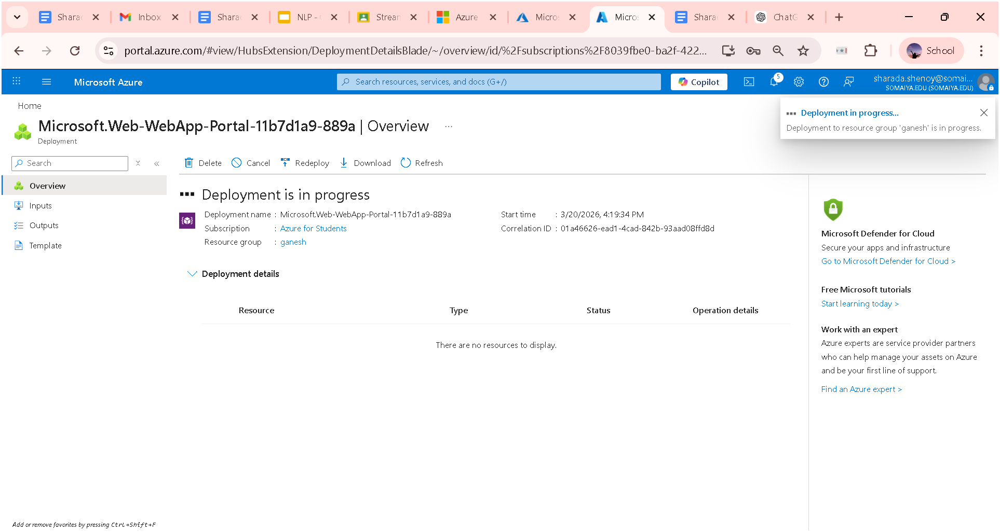 Shara
Inbox
Shara
NLP -
Strear
Azure
Micros
Micros
Shara
ChatG
portal.azure.com/#view/HubsExtension/DeploymentDetailsBlade/~/overview/id/%2Fsubscriptions%2F8039fbe0-ba2f-422...
School
Microsoft Azure
Search resources, services, and docs (G+/)
Copilot
5
sharada.shenoy@somai...
SOMAIYA.EDU (SOMAIYA.EDU)
Home
Microsoft.Web-WebApp-Portal-11b7d1a9-889a | Overview ...
Deployment
Deployment in progress...
Deployment to resource group 'ganesh' is in progress.
Search
Delete Cancel Redeploy Download Refresh
Overview
Inputs
Outputs
Template
Deployment is in progress
Deployment name : Microsoft.Web-WebApp-Portal-11b7d1a9-889a
Subscription : Azure for Students
Resource group : ganesh
Start time : 3/20/2026, 4:19:34 PM
Correlation ID : 01a46626-ead1-4cad-842b-93aad08ffd8d
Deployment details
Resource Type Status Operation details
There are no resources to display.
Microsoft Defender for Cloud
Secure your apps and infrastructure
Go to Microsoft Defender for Cloud >
Free Microsoft tutorials
Start learning today >
Work with an expert
Azure experts are service provider partners
who can help manage your assets on Azure
and be your first line of support.
Find an Azure expert >
Add or remove favorites by pressing Ctrl+Shift+F